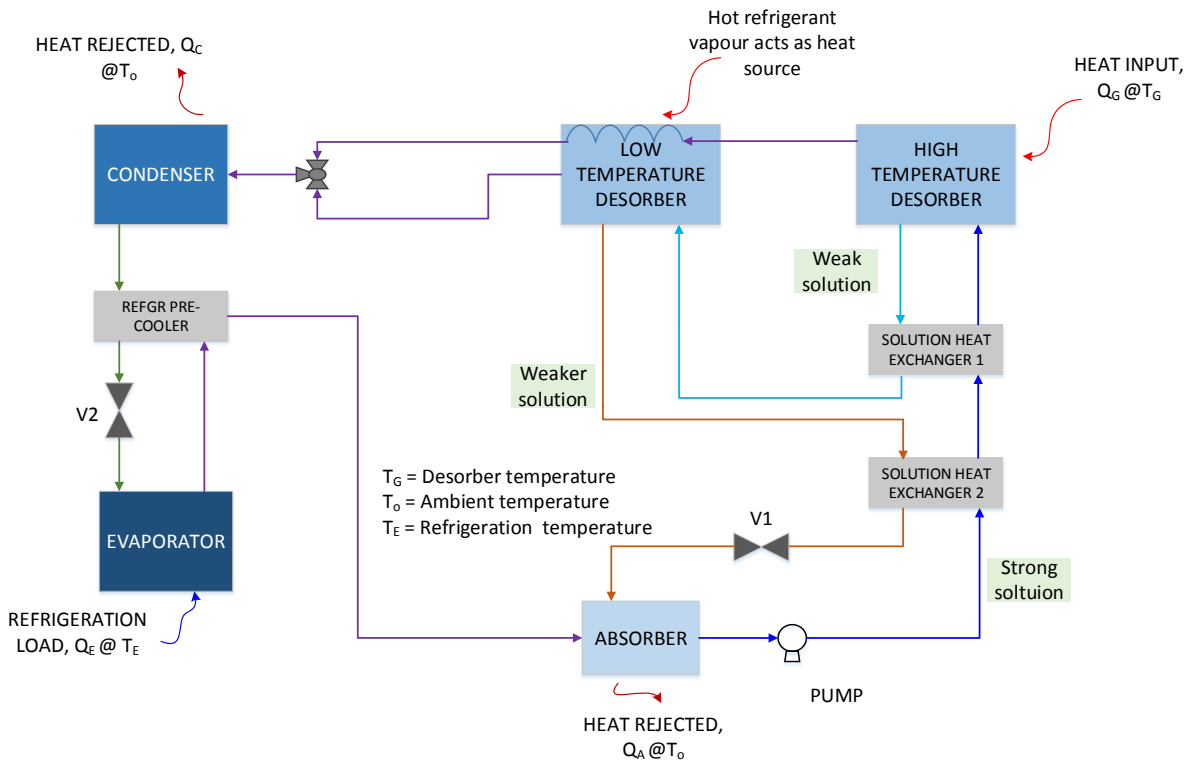 HEAT REJECTED, QC
@To
Hot refrigerant
vapour acts as heat
source
HEAT INPUT,
QG @TG
CONDENSER
LOW
TEMPERATURE
DESORBER
HIGH
TEMPERATURE
DESORBER
Weak
solution
REFGR PRE-
COOLER
SOLUTION HEAT
EXCHANGER 1
Weaker
solution
V2
TG = Desorber temperature
To = Ambient temperature
TE = Refrigeration temperature
SOLUTION HEAT
EXCHANGER 2
V1
EVAPORATOR
Strong
soltuion
REFRIGERATION
LOAD, QE @ TE
ABSORBER
PUMP
HEAT REJECTED,
QA @To